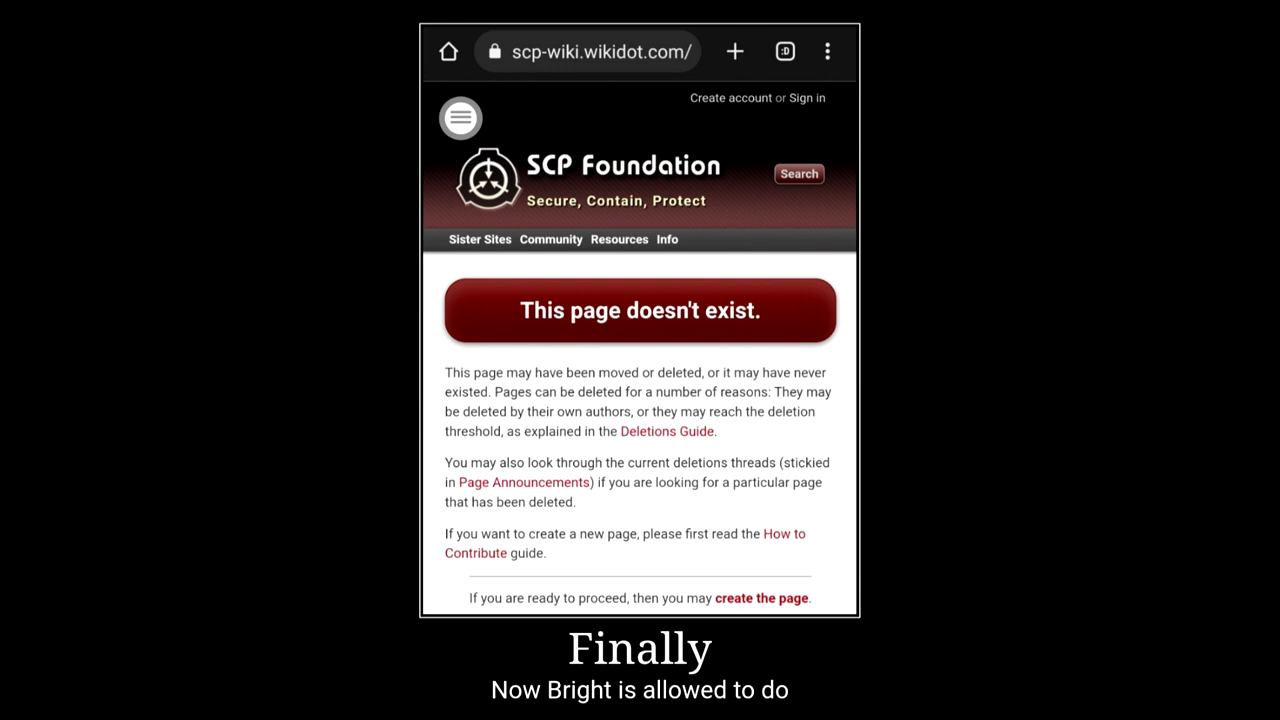 scp-wiki.wikidot.com/
:D
Create account or Sign in
SCP Foundation
Search
Secure, Contain, Protect
Sister Sites Community Resources Info
This page doesn't exist.
This page may have been moved or deleted, or it may have never
existed. Pages can be deleted for a number of reasons: They may
be deleted by their own authors, or they may reach the deletion
threshold, as explained in the Deletions Guide.
You may also look through the current deletions threads (stickied
in Page Announcements) if you are looking for a particular page
that has been deleted.
If you want to create a new page, please first read the How to
Contribute guide.
If you are ready to proceed, then you may create the page.
Finally
Now Bright is allowed to do